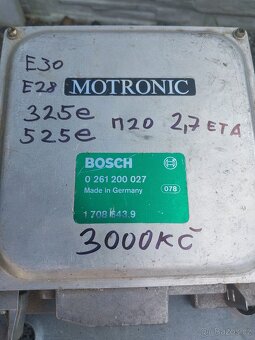 E30
E28 MOTRONIC
325e M20 2,7 ETA
525e
BOSCH
0 261 200 027
Made in Germany 078
1 708 643.9
3000Kč